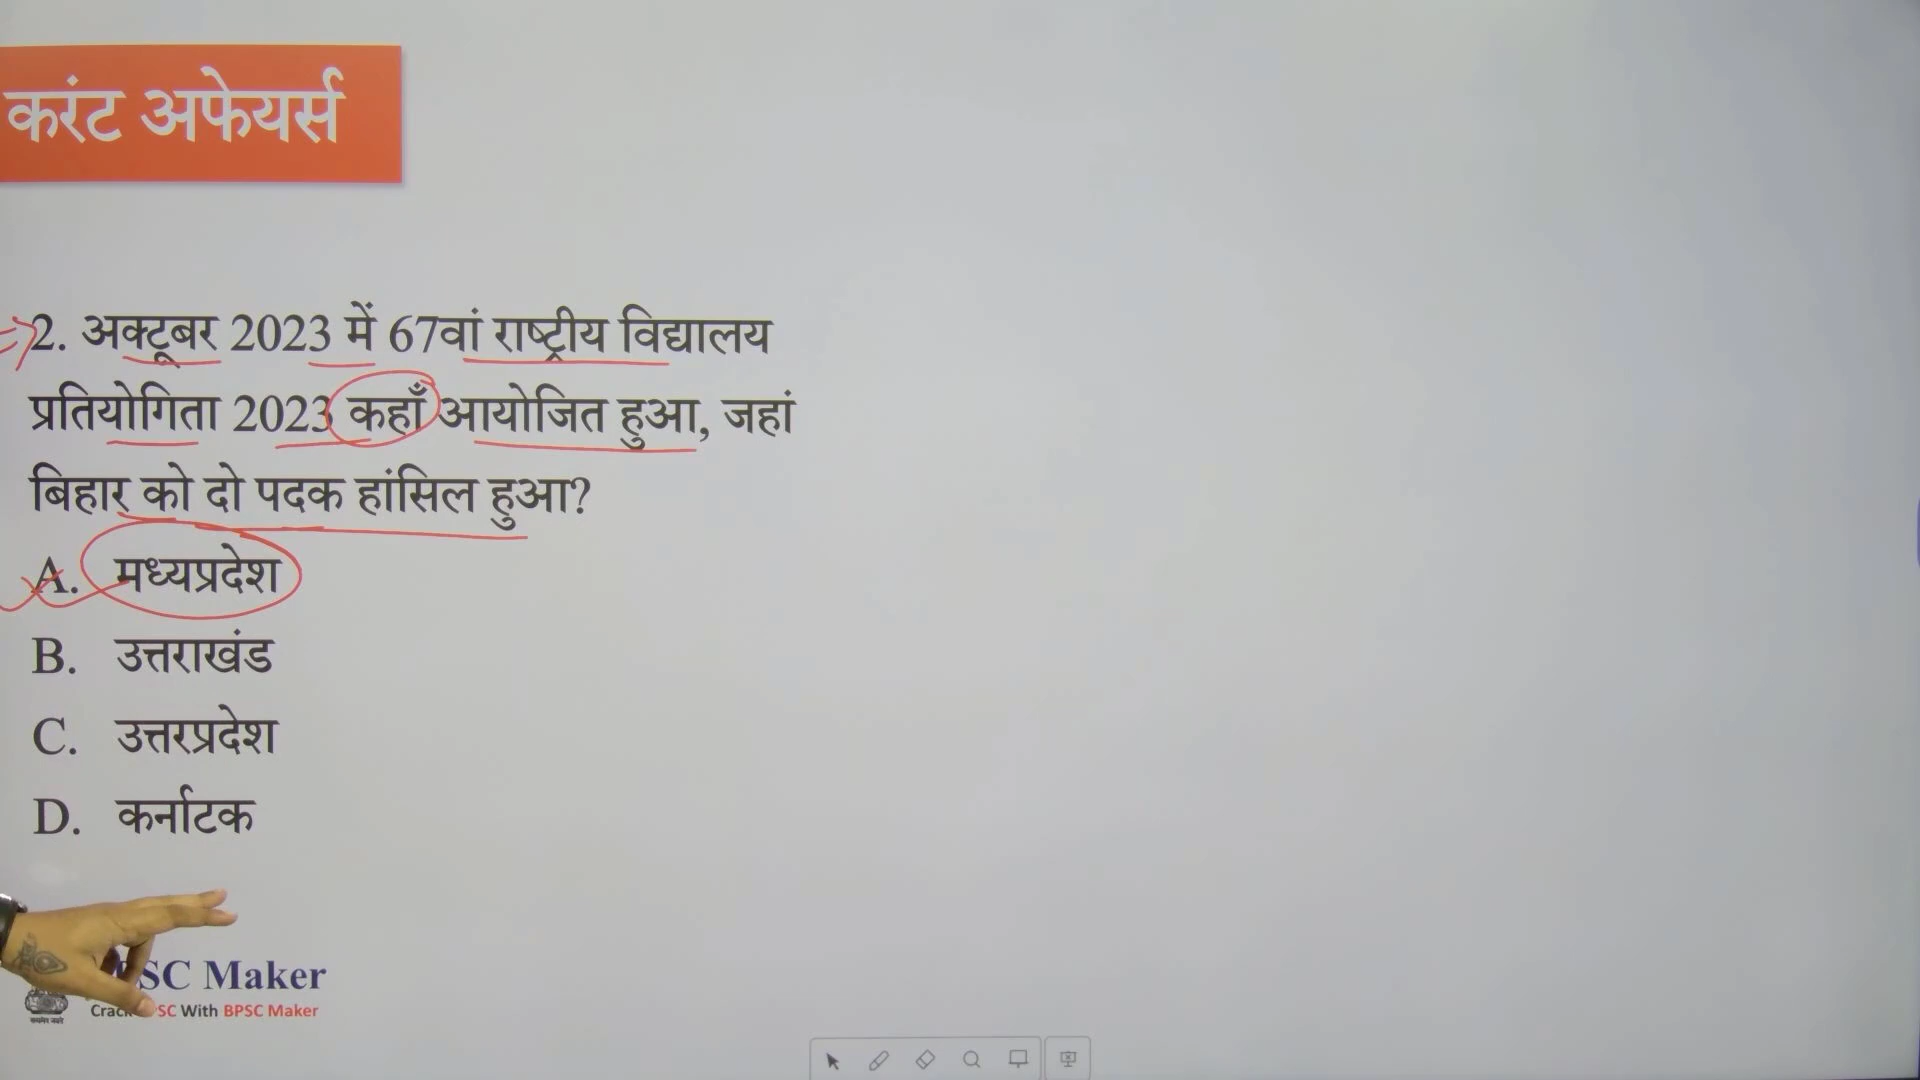 करंट अफेयर्स
2. अक्टूबर 2023 में 67वां राष्ट्रीय विद्यालय
प्रतियोगिता 2023 कहाँ आयोजित हुआ, जहां
बिहार को दो पदक हांसिल हुआ?
A. मध्यप्रदेश
B. उत्तराखंड
C. उत्तरप्रदेश
D. कर्नाटक
SC Maker
Crack SC With BPSC Maker